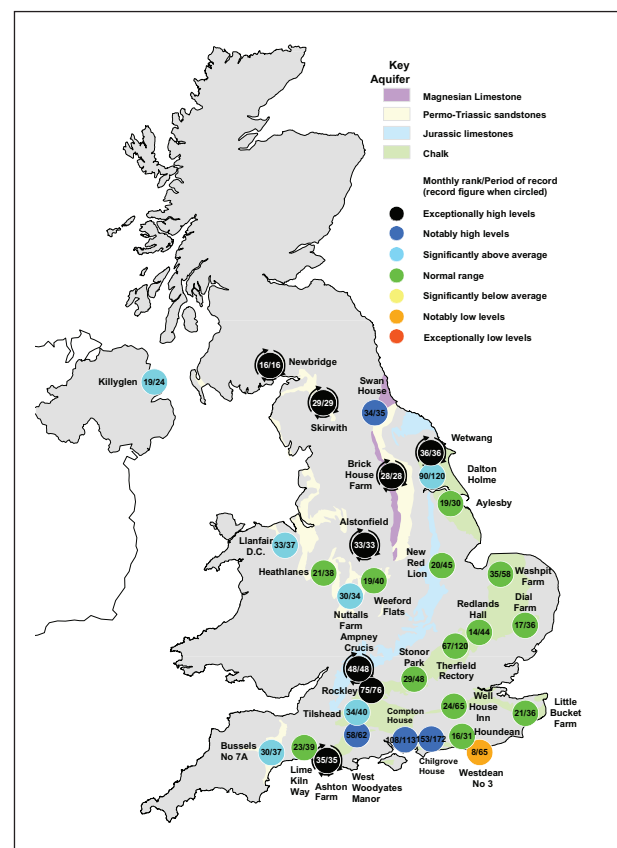 Key
Aquifer
Magnesian Limestone
Permo-Triassic sandstones
Jurassic limestones
Chalk
Monthly rank/Period of record
(record figure when circled)
Exceptionally high levels
Notably high levels
Significantly above average
Normal range
Significantly below average
Notably low levels
Exceptionally low levels
Newbridge
16/16
Killyglen
19/24
29/29
Skirwith
Swan
House
34/35
Wetwang
36/36
Brick
House
Farm
28/28
Dalton
Holme
90/120
19/30
Aylesby
Alstonfield
33/33
Llanfair
D.C.
33/37
Heathlanes
21/38
19/40
Weeford
Flats
30/34
Nuttalls
Farm
New
Red
Lion
20/45
35/58
Washpit
Farm
Dial
Farm
17/36
Redlands
Hall
14/44
67/120
Therfield
Rectory
Ampney
Crucis
48/48
Stonor
Park
29/48
Rockley
75/76
Tilshead
34/40
Compton
House
24/65
Well
House
Inn
Little
Bucket
Farm
21/36
58/62
108/113
153/172
16/31
Houndean
Bussels
No 7A
30/37
23/39
Lime
Kiln
Way
35/35
Ashton
Farm
West
Woodyates
Manor
Chilgrove
House
8/65
Westdean
No 3